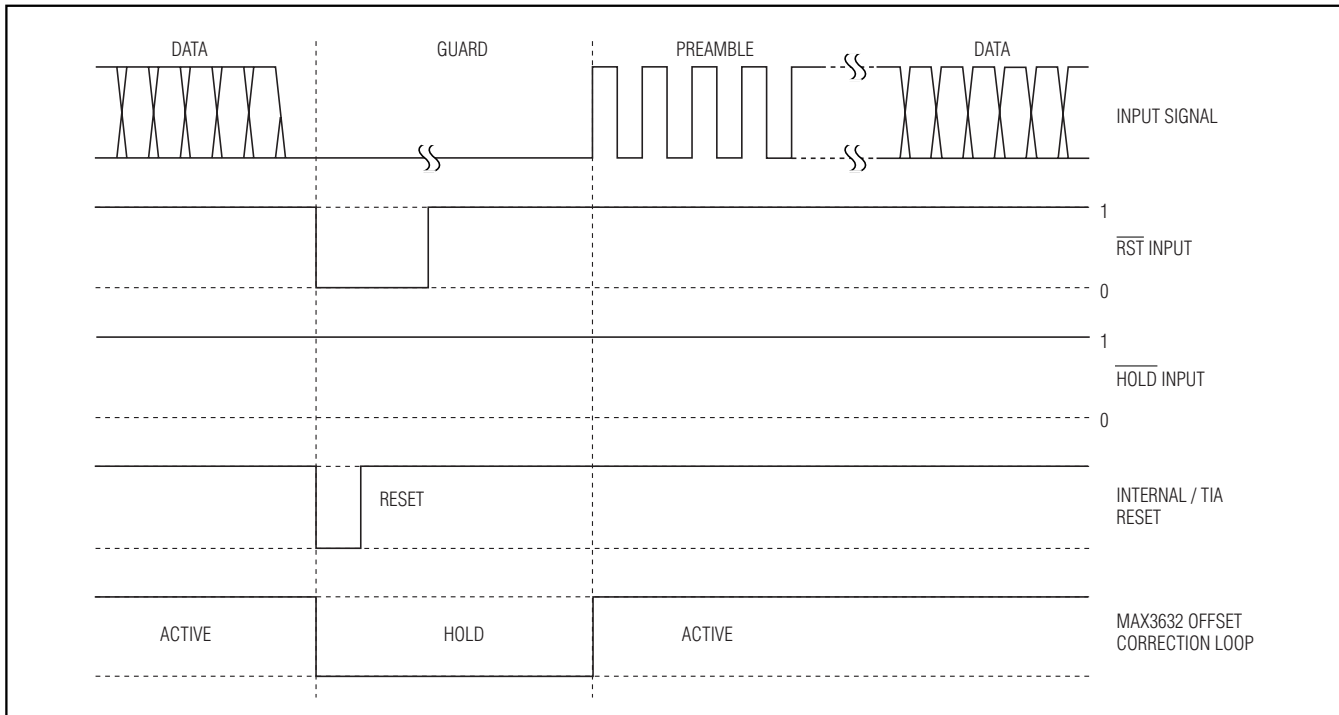 DATA
GUARD
PREAMBLE
DATA
INPUT SIGNAL
1
RST INPUT
0
1
HOLD INPUT
0
RESET
INTERNAL / TIA
RESET
ACTIVE
HOLD
ACTIVE
MAX3632 OFFSET
CORRECTION LOOP